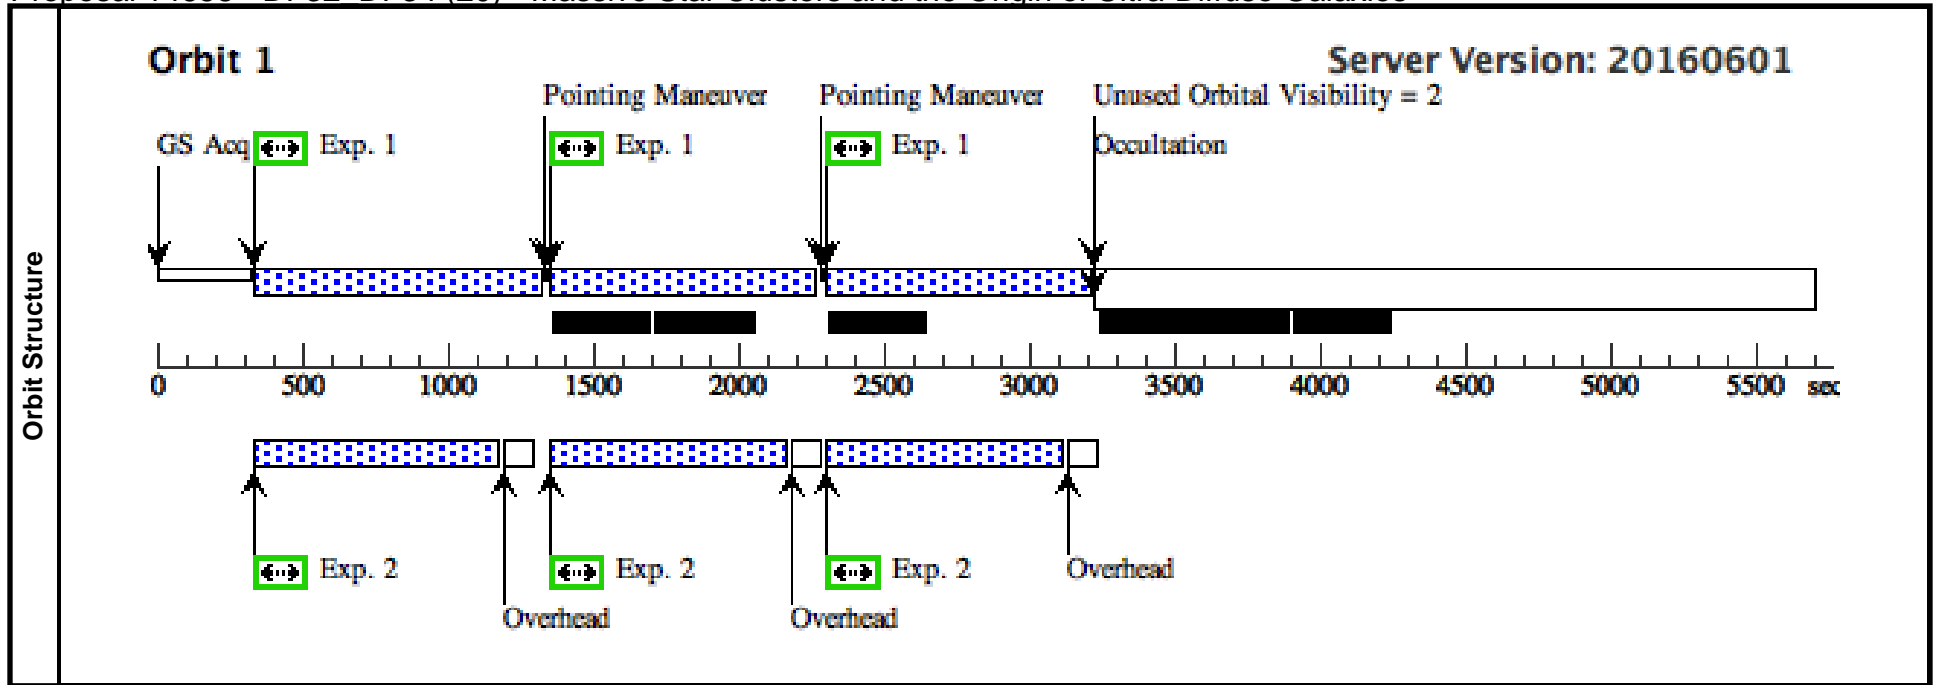 Orbit 1
Server Version: 20160601
Pointing Maneuver
Pointing Maneuver
Unused Orbital Visibility = 2
GS Acq
Exp. 1
Exp. 1
Exp. 1
Occultation
Orbit Structure
0 500 1000 1500 2000 2500 3000 3500 4000 4500 5000 5500 sec
Exp. 2
Exp. 2
Exp. 2
Overhead
Overhead
Overhead